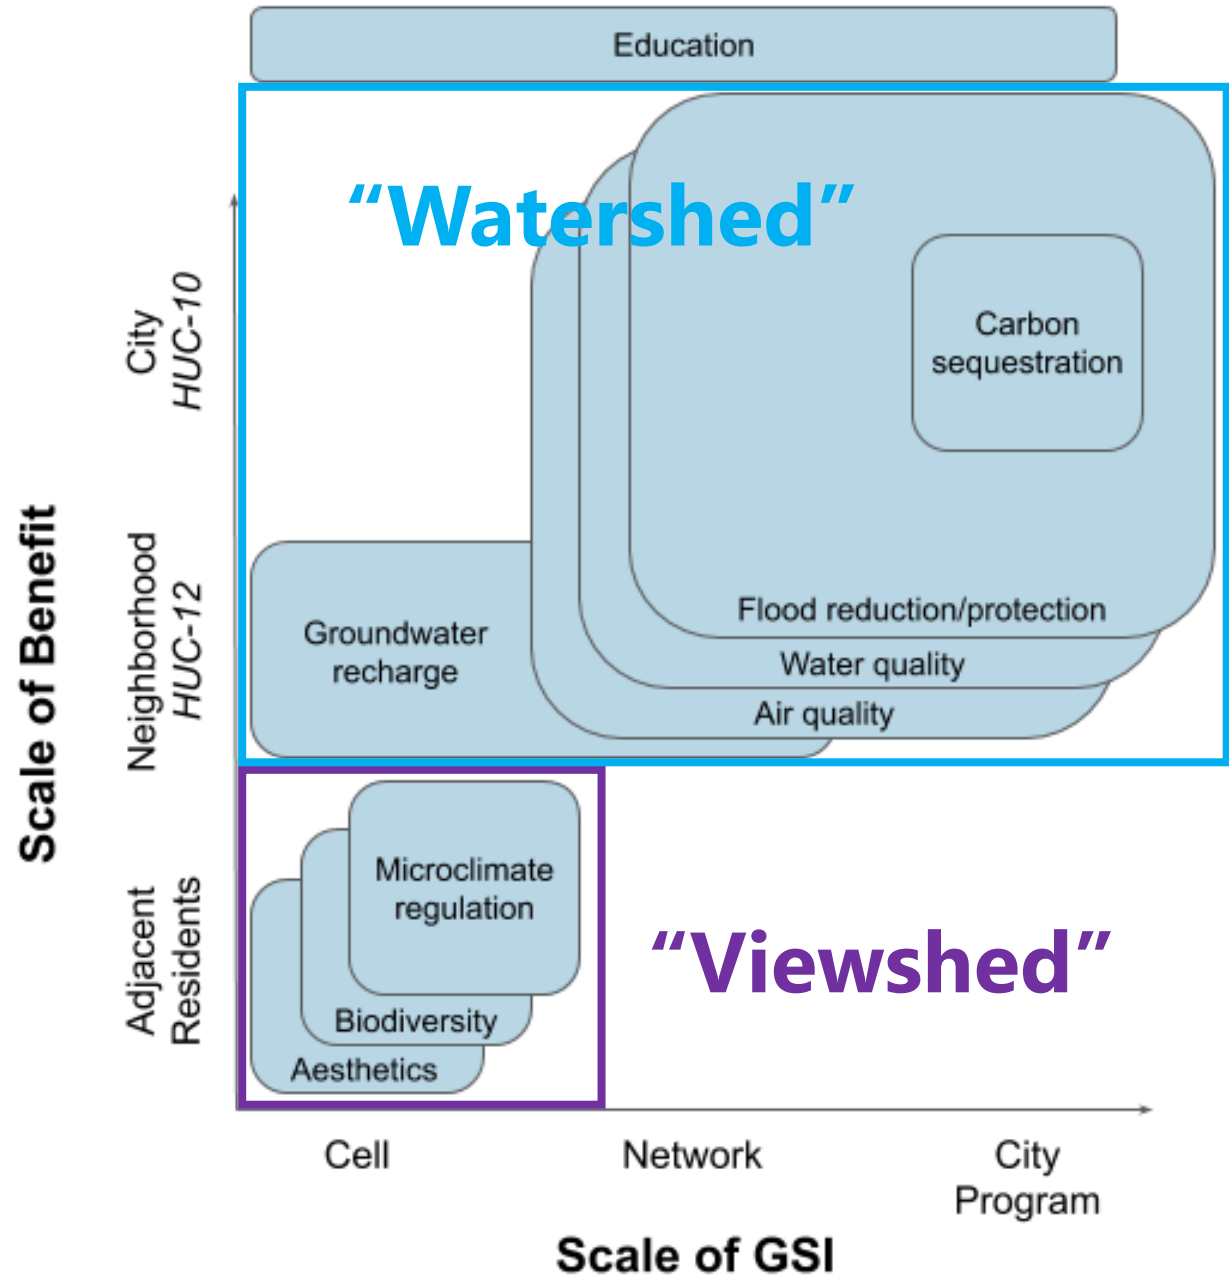 Education
“Watershed”
City
HUC-10
Carbon
sequestration
Neighborhood
HUC-12
Groundwater
recharge
Flood reduction/protection
Water quality
Air quality
Scale of Benefit
Adjacent
Residents
Microclimate
regulation
Biodiversity
Aesthetics
“Viewshed”
Cell
Network
City
Program
Scale of GSI